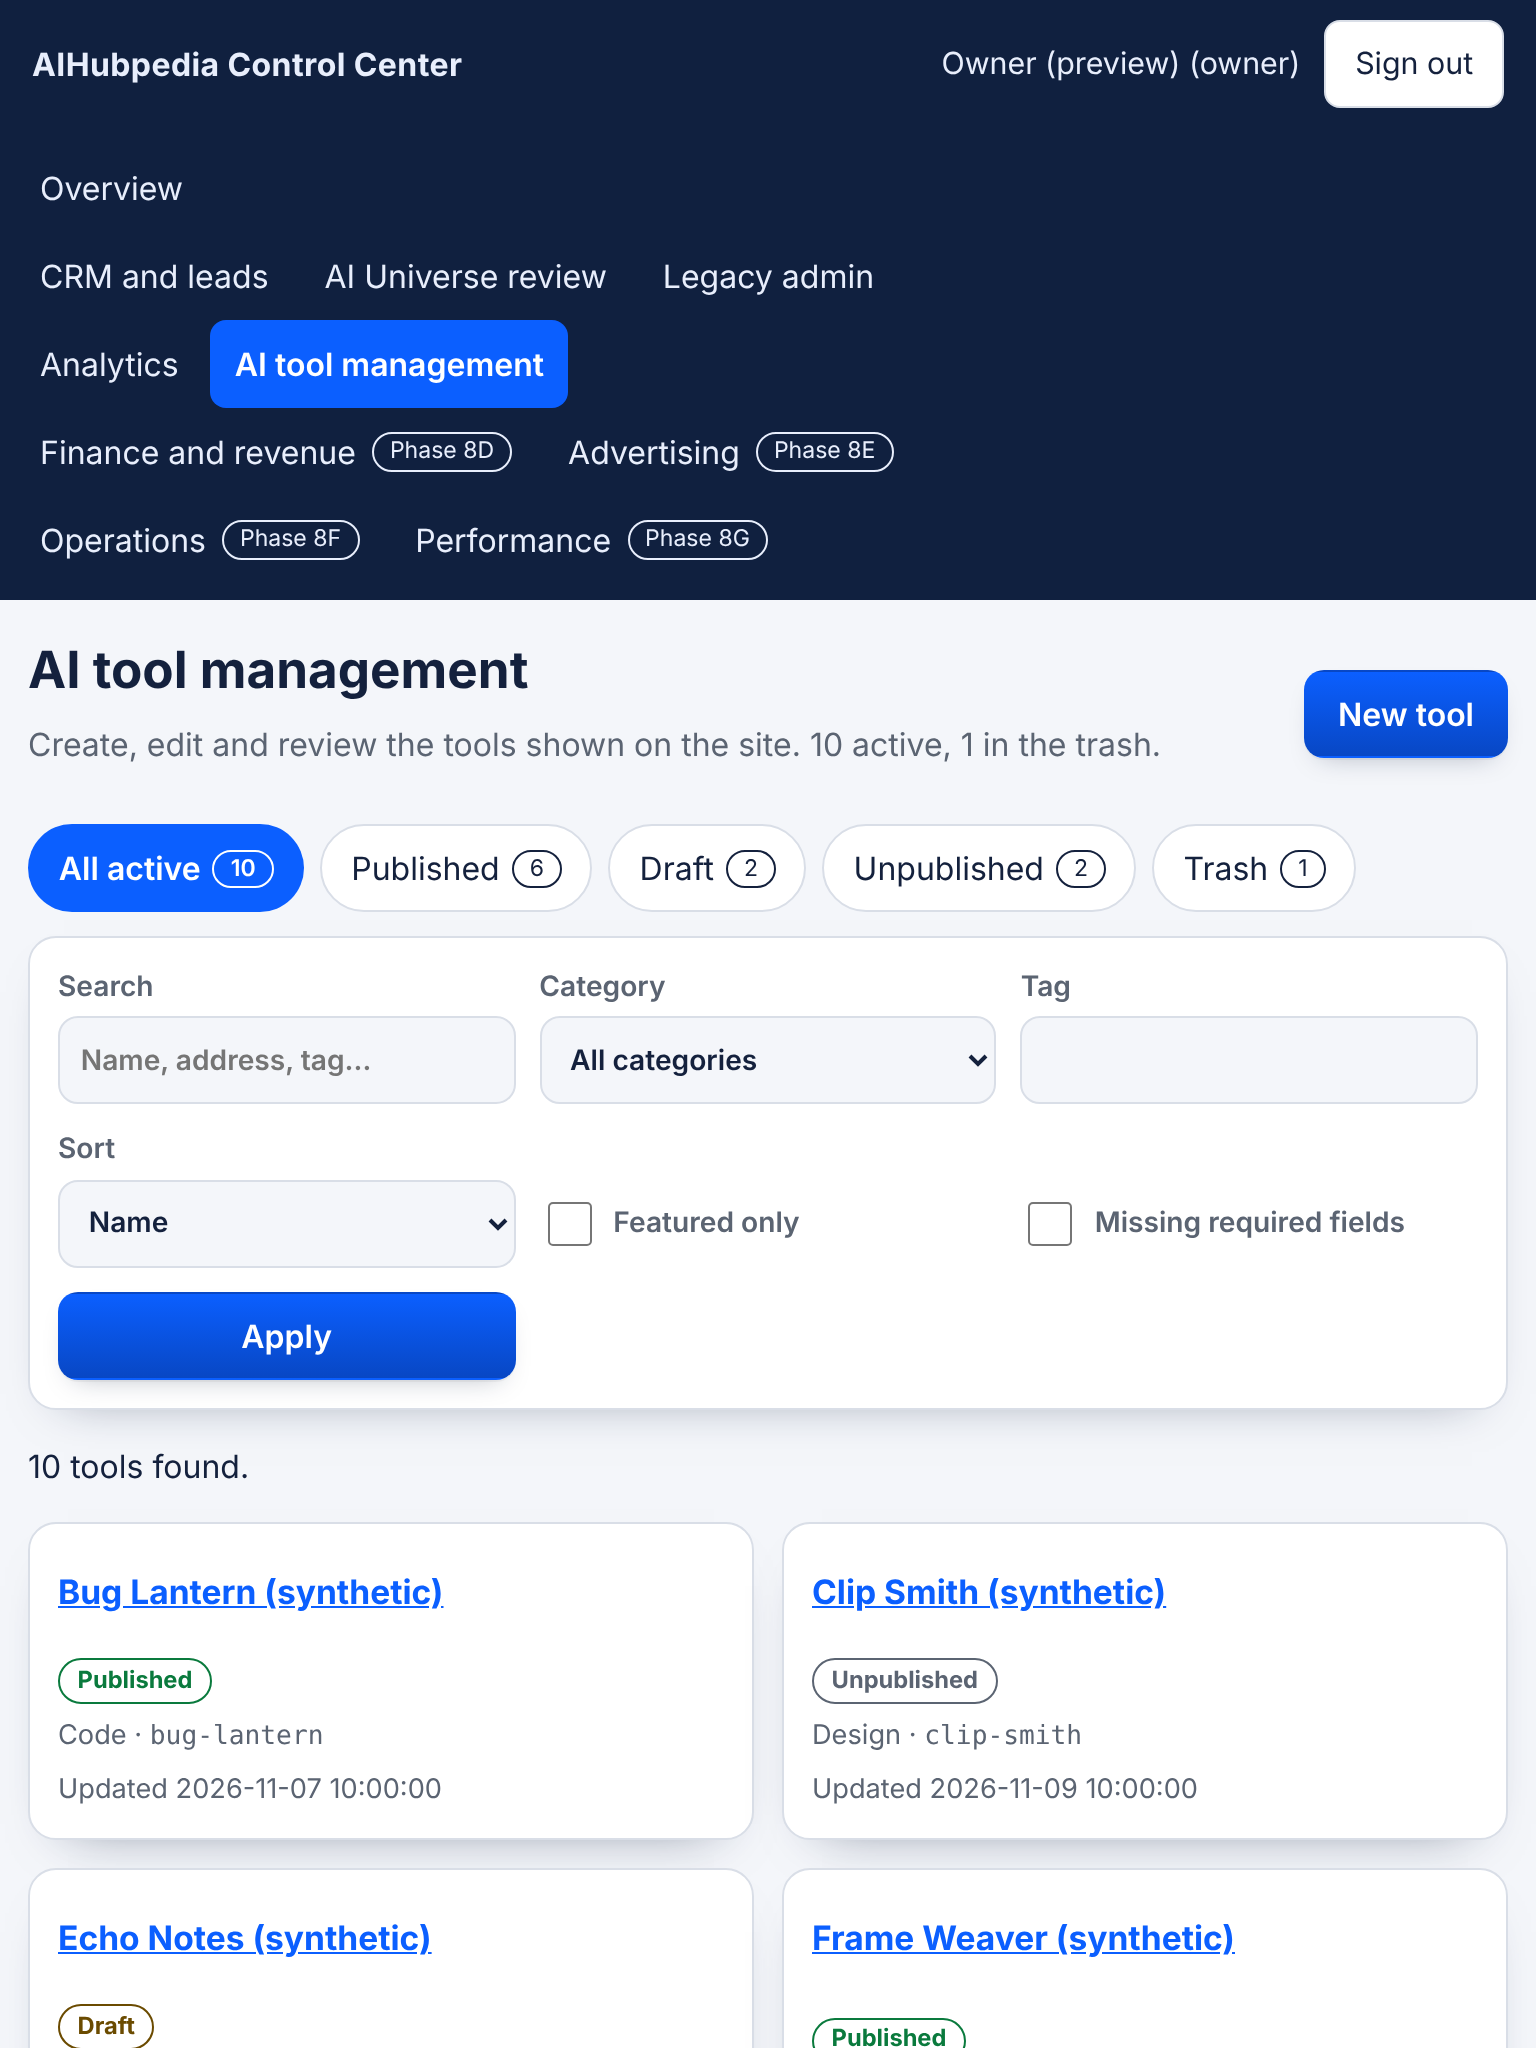 AIHubpedia Control Center
Owner (preview) (owner)
Sign out
Overview
CRM and leads
AI Universe review
Legacy admin
Analytics
AI tool management
Finance and revenue
Phase 8D
Advertising
Phase 8E
Operations
Phase 8F
Performance
Phase 8G
AI tool management
Create, edit and review the tools shown on the site. 10 active, 1 in the trash.
New tool
All active 10
Published 6
Draft 2
Unpublished 2
Trash 1
Search
Category
Tag
Name, address, tag...
All categories
Sort
Name
Featured only
Missing required fields
Apply
10 tools found.
Bug Lantern (synthetic)
Published
Code · bug-lantern
Updated 2026-11-07 10:00:00
Clip Smith (synthetic)
Unpublished
Design · clip-smith
Updated 2026-11-09 10:00:00
Echo Notes (synthetic)
Draft
Frame Weaver (synthetic)
Published